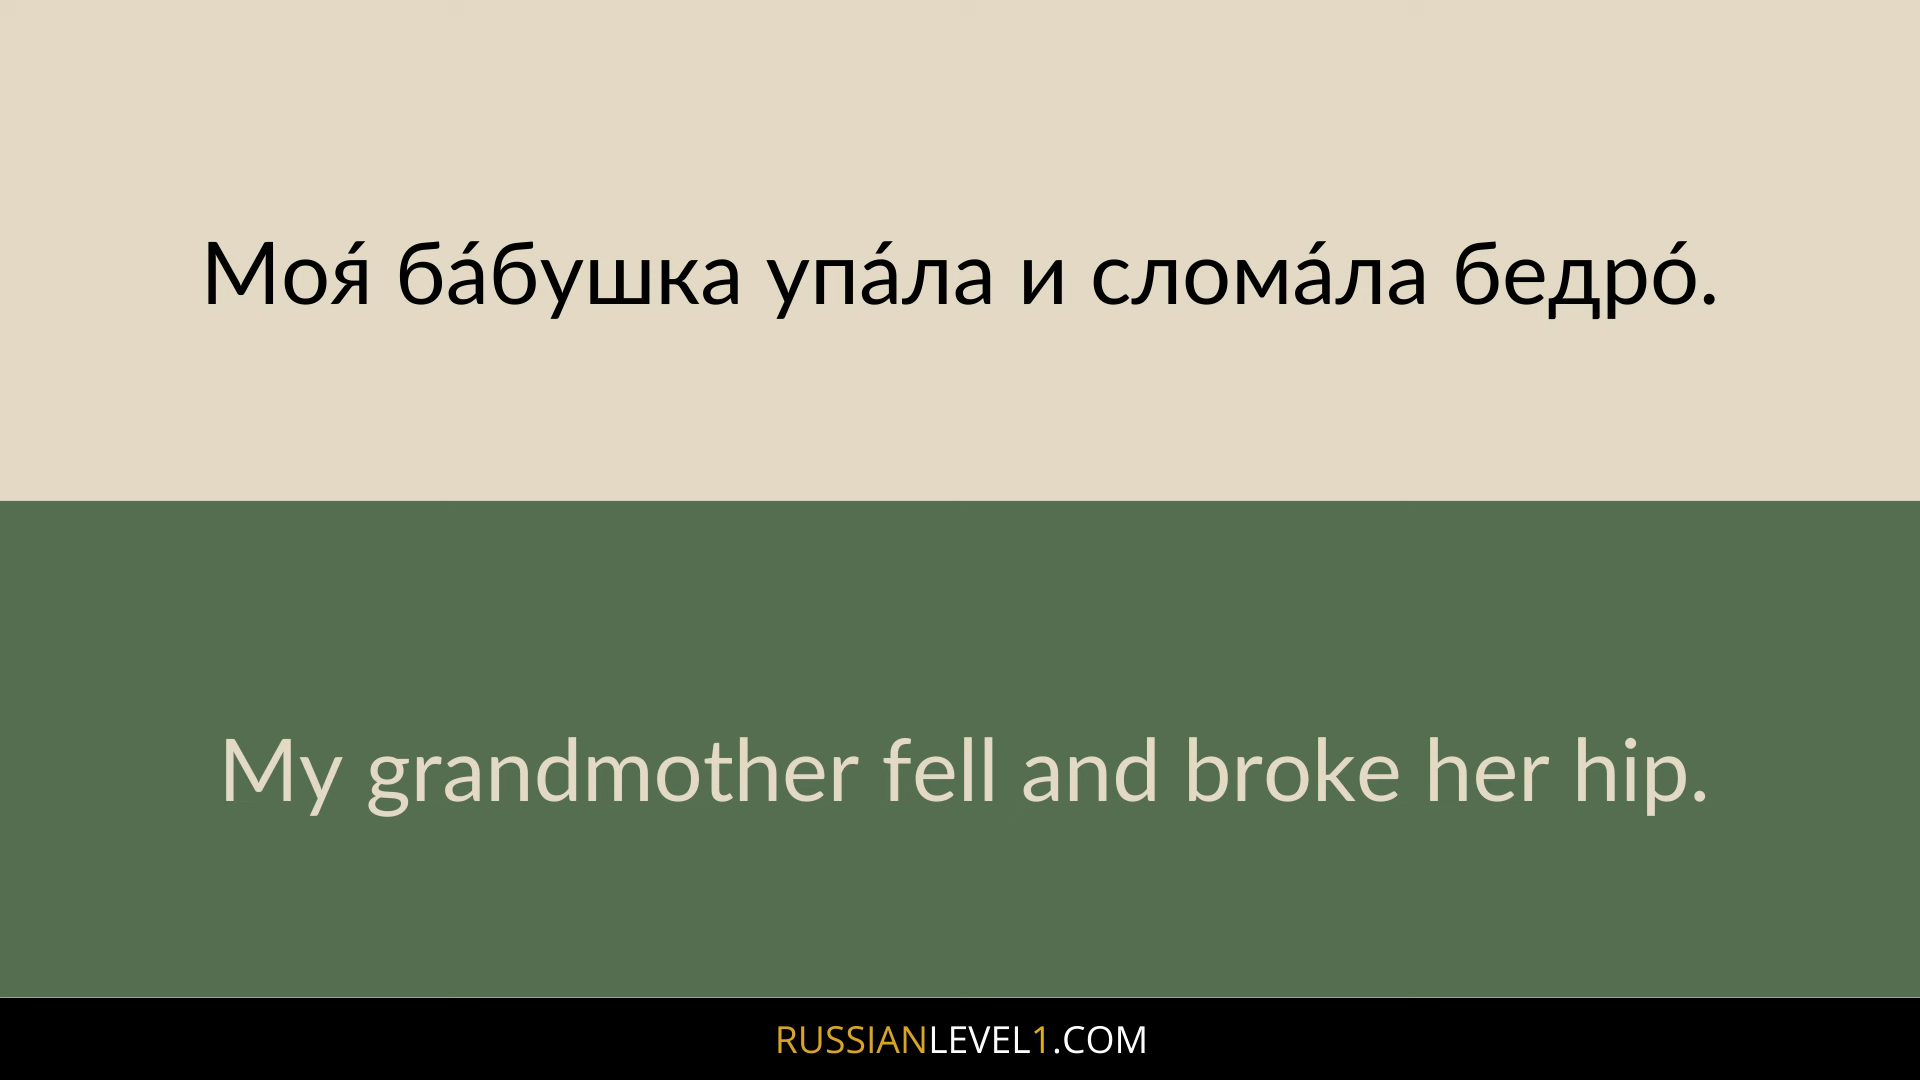 Моя́ ба́бушка упа́ла и слома́ла бедро́.
My grandmother fell and broke her hip.
RUSSIANLEVEL1.COM